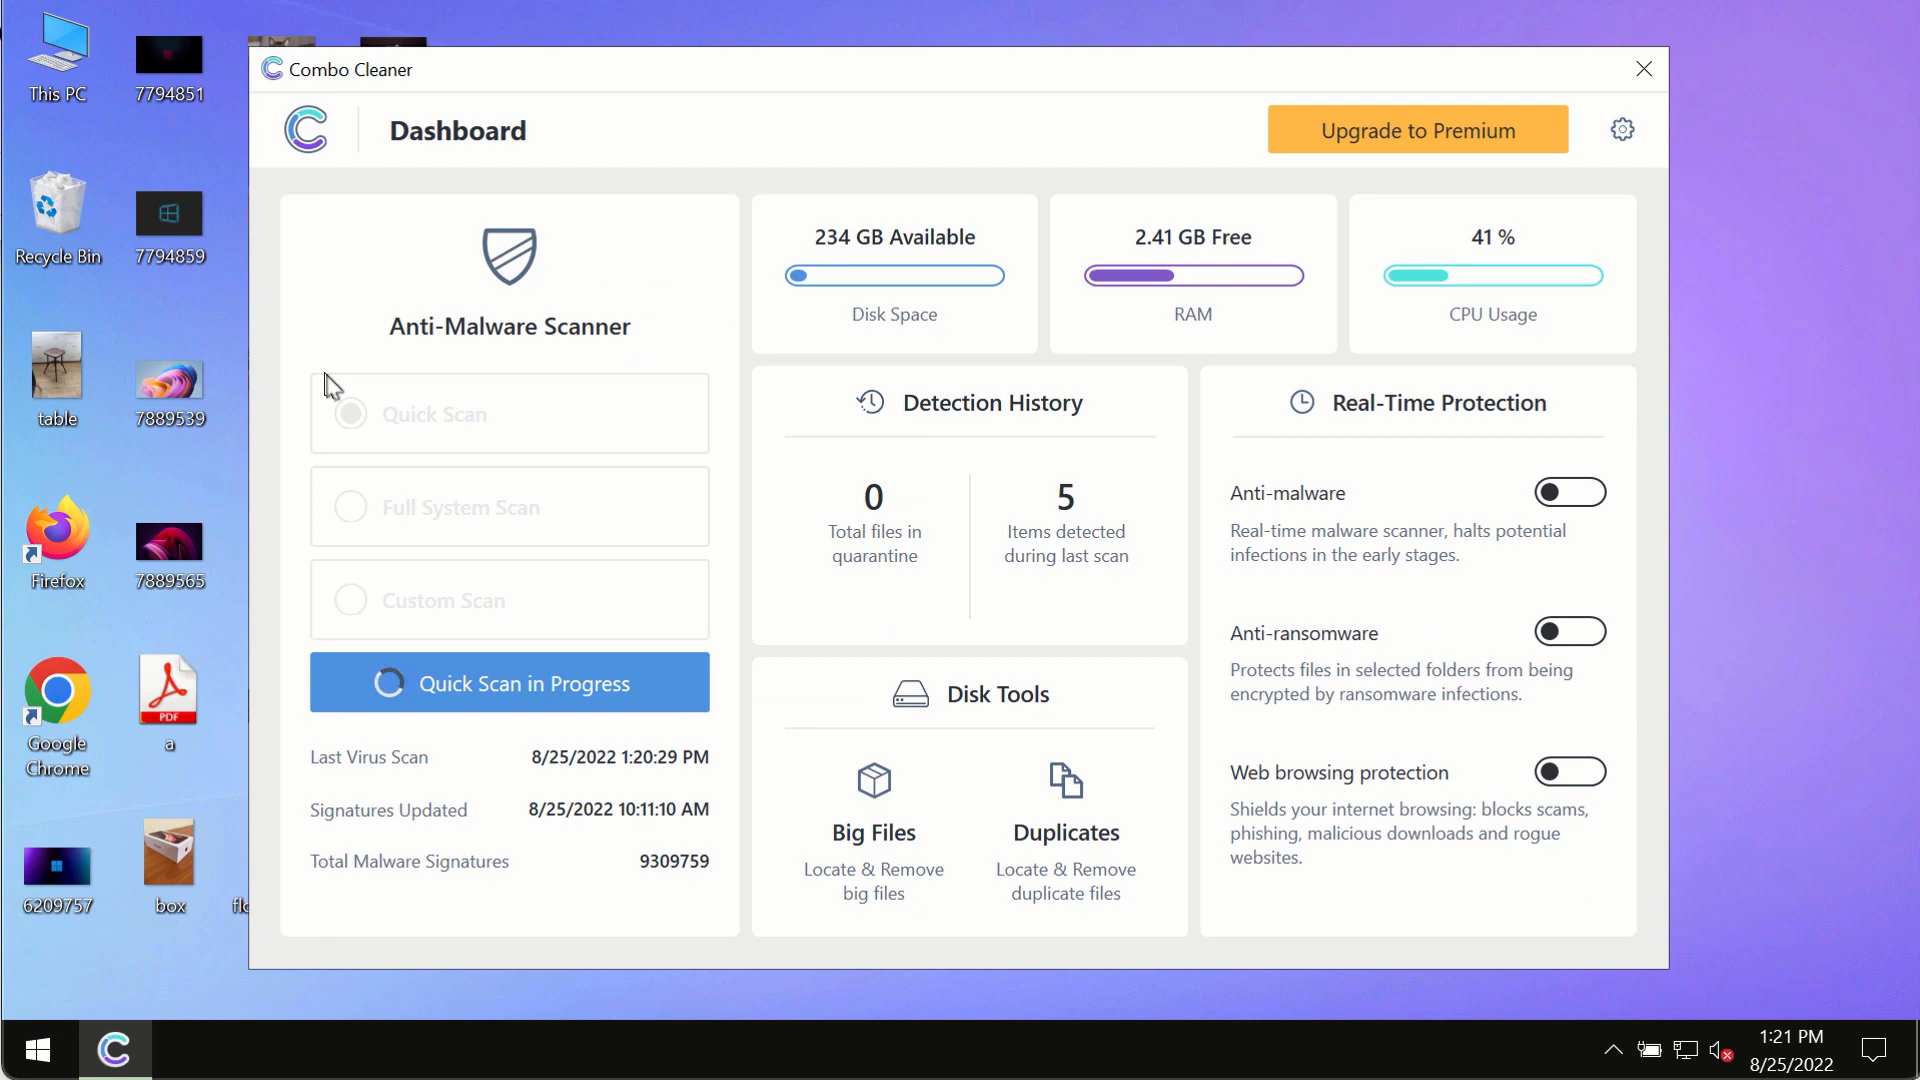 This PC
7794851
Recycle Bin
7794859
table
7889539
Firefox
7889565
Google
Chrome
PDF
a
6209757
box
Combo Cleaner
Dashboard
Upgrade to Premium
Anti-Malware Scanner
Quick Scan
Full System Scan
Custom Scan
Quick Scan in Progress
Last Virus Scan 8/25/2022 1:20:29 PM
Signatures Updated 8/25/2022 10:11:10 AM
Total Malware Signatures 9309759
234 GB Available
Disk Space
2.41 GB Free
RAM
41 %
CPU Usage
Detection History
0
Total files in
quarantine
5
Items detected
during last scan
Disk Tools
Big Files
Locate & Remove
big files
Duplicates
Locate & Remove
duplicate files
Real-Time Protection
Anti-malware
Real-time malware scanner, halts potential
infections in the early stages.
Anti-ransomware
Protects files in selected folders from being
encrypted by ransomware infections.
Web browsing protection
Shields your internet browsing: blocks scams,
phishing, malicious downloads and rogue
websites.
1:21 PM
8/25/2022